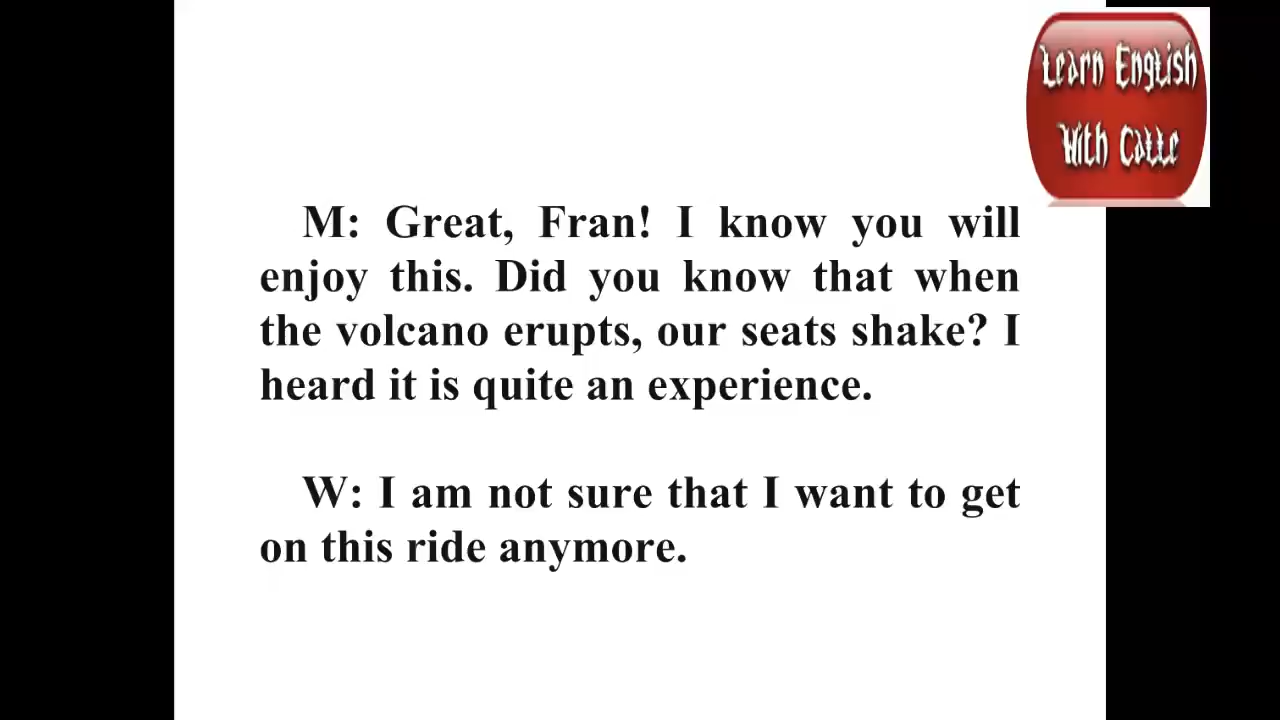 Learn English
With Catte
M: Great, Fran! I know you will
enjoy this. Did you know that when
the volcano erupts, our seats shake? I
heard it is quite an experience.
W: I am not sure that I want to get
on this ride anymore.